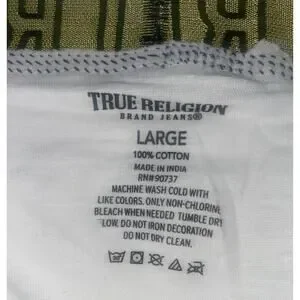 TRUE RELIGION
BRAND JEANS®
LARGE
100% COTTON
MADE IN INDIA
RN#90737
MACHINE WASH COLD WITH
LIKE COLORS. ONLY NON-CHLORINE
BLEACH WHEN NEEDED TUMBLE DRY
LOW. DO NOT IRON DECORATION
DO NOT DRY CLEAN.